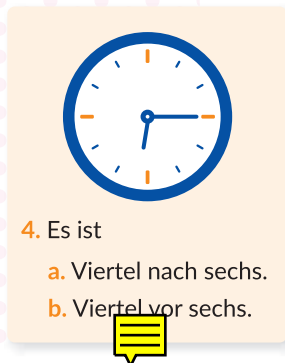 4. Es ist
a. Viertel nach sechs.
b. Viertel vor sechs.